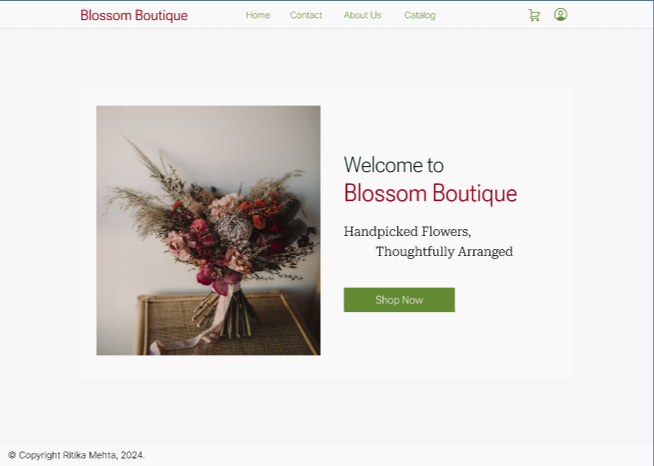 Blossom Boutique Home Contact About Us Catalog
Welcome to
Blossom Boutique
Handpicked Flowers,
Thoughtfully Arranged
Shop Now
© Copyright Ritika Mehta, 2024.